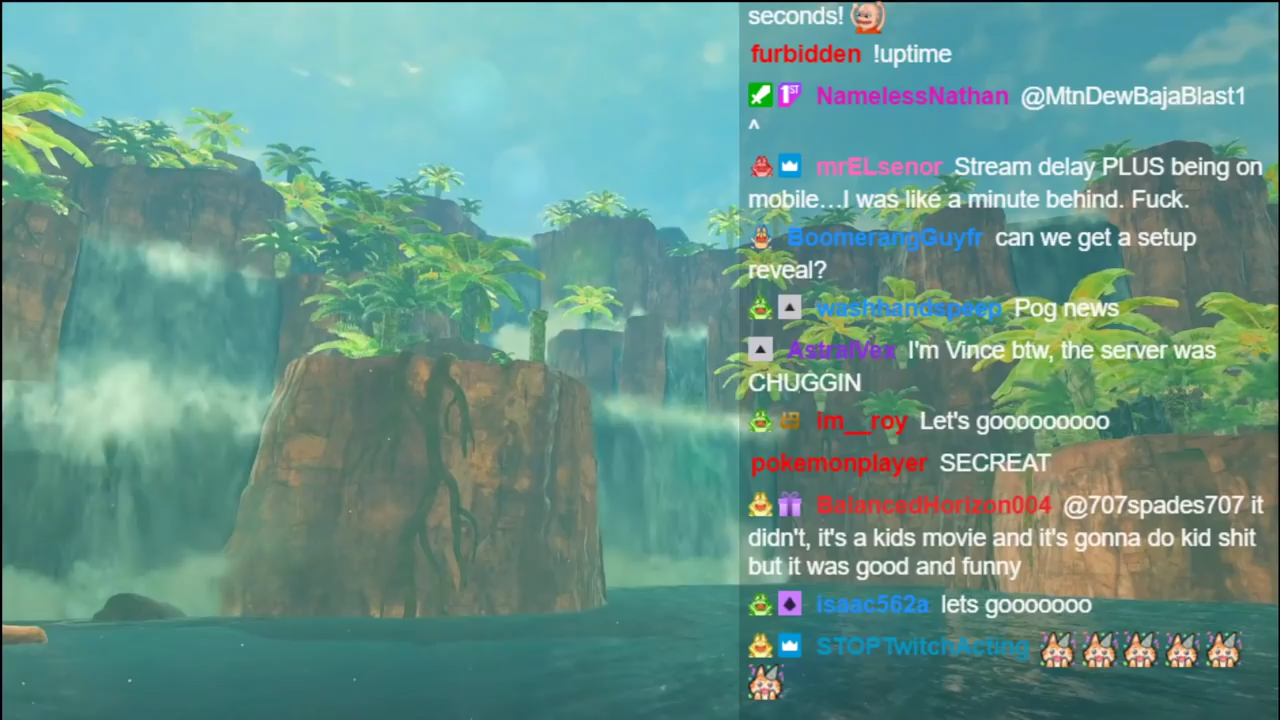 seconds!
furbidden !uptime
1ST NamelessNathan @MtnDewBajaBlast1
^
mrELsenor Stream delay PLUS being on
mobile…I was like a minute behind. Fuck.
BoomerangGuyfr can we get a setup
reveal?
washhandspeep Pog news
AstralVex I'm Vince btw, the server was
CHUGGIN
im__roy Let's gooooooooo
pokemonplayer SECREAT
BalancedHorizon004 @707spades707 it
didn't, it's a kids movie and it's gonna do kid shit
but it was good and funny
isaac562a lets gooooooo
STOPTwitchActing